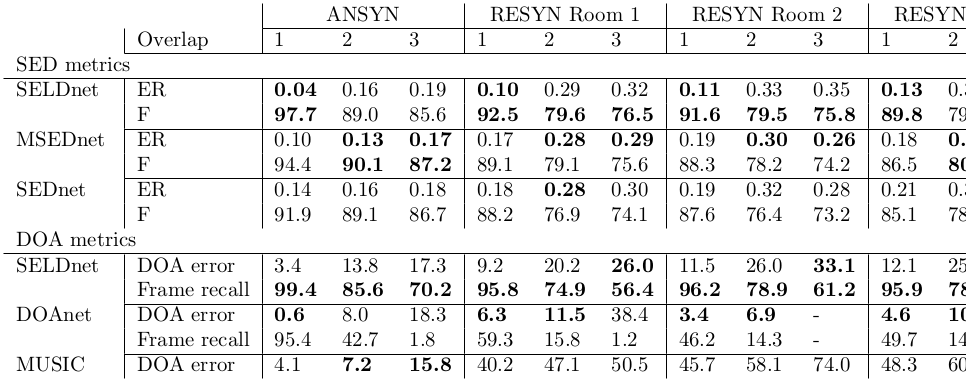 ANSYN RESYN Room 1 RESYN Room 2 RESYN
Overlap 1 2 3 1 2 3 1 2 3 1 2
SED metrics
SELDnet ER 0.04 0.16 0.19 0.10 0.29 0.32 0.11 0.33 0.35 0.13
F 97.7 89.0 85.6 92.5 79.6 76.5 91.6 79.5 75.8 89.8 79
MSEDnet ER 0.10 0.13 0.17 0.17 0.28 0.29 0.19 0.30 0.26 0.18
F 94.4 90.1 87.2 89.1 79.1 75.6 88.3 78.2 74.2 86.5 80
SEDnet ER 0.14 0.16 0.18 0.18 0.28 0.30 0.19 0.32 0.28 0.21
F 91.9 89.1 86.7 88.2 76.9 74.1 87.6 76.4 73.2 85.1 78
DOA metrics
SELDnet DOA error 3.4 13.8 17.3 9.2 20.2 26.0 11.5 26.0 33.1 12.1 25
Frame recall 99.4 85.6 70.2 95.8 74.9 56.4 96.2 78.9 61.2 95.9 78
DOAnet DOA error 0.6 8.0 18.3 6.3 11.5 38.4 3.4 6.9 - 4.6 10
Frame recall 95.4 42.7 1.8 59.3 15.8 1.2 46.2 14.3 - 49.7 14
MUSIC DOA error 4.1 7.2 15.8 40.2 47.1 50.5 45.7 58.1 74.0 48.3 60